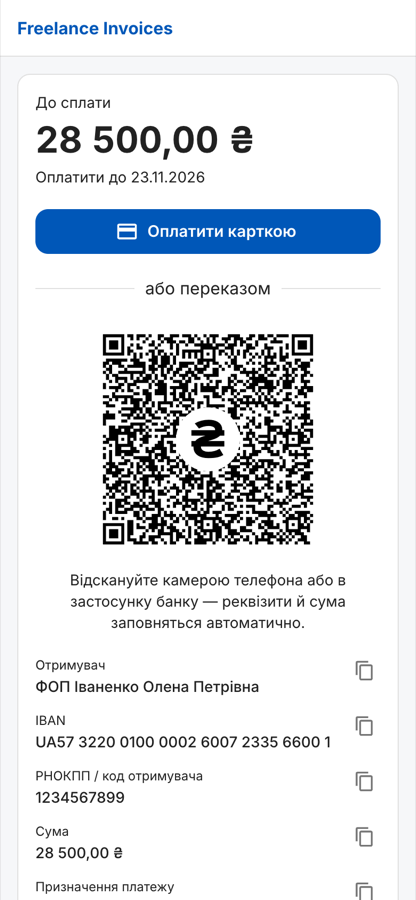 Freelance Invoices
До сплати
28 500,00 ₴
Оплатити до 23.11.2026
Оплатити карткою
або переказом
₴
Відскануйте камерою телефона або в
застосунку банку — реквізити й сума
заповняться автоматично.
Отримувач
ФОП Іваненко Олена Петрівна
IBAN
UA57 3220 0100 0002 6007 2335 6600 1
РНОКПП / код отримувача
1234567899
Сума
28 500,00 ₴
Призначення платежу